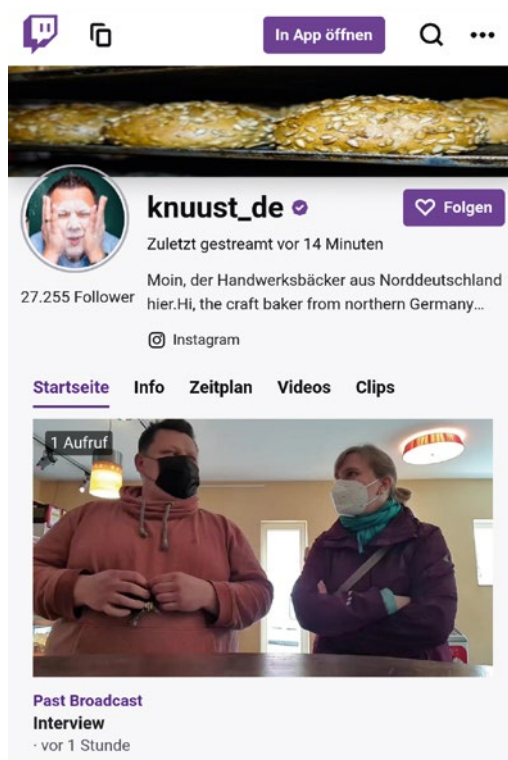 In App öffnen
knuust_de
Folgen
Zuletzt gestreamt vor 14 Minuten
27.255 Follower
Moin, der Handwerksbäcker aus Norddeutschland
hier.Hi, the craft baker from northern Germany...
Instagram
Startseite Info Zeitplan Videos Clips
1 Aufruf
Past Broadcast
Interview
· vor 1 Stunde